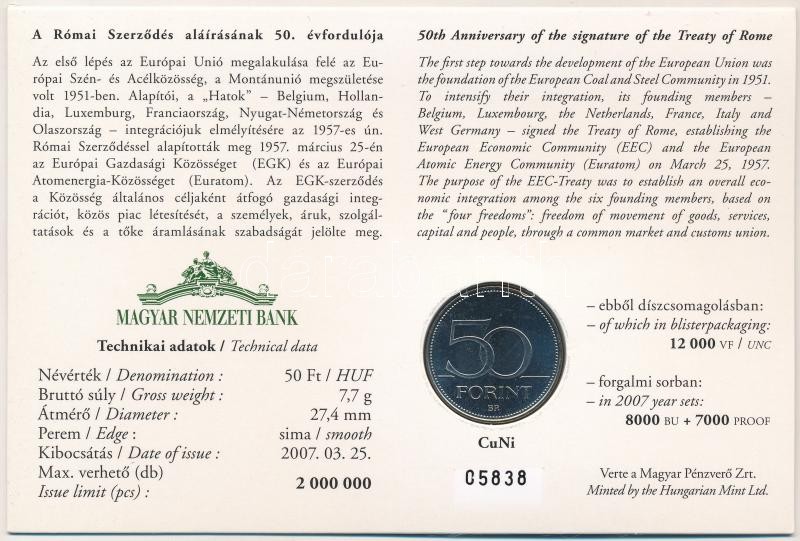 A Római Szerződés aláírásának 50. évfordulója
Az első lépés az Európai Unió megalakulása felé az Eu-
rópai Szén- és Acélközösség, a Montánunió megszületése
volt 1951-ben. Alapítói, a „Hatok” – Belgium, Hollan-
dia, Luxemburg, Franciaország, Nyugat-Németország és
Olaszország – integrációjuk elmélyítésére az 1957-es ún.
Római Szerződéssel alapították meg 1957. március 25-én
az Európai Gazdasági Közösséget (EGK) és az Európai
Atomenergia-Közösséget (Euratom). Az EGK-szerződés
a Közösség általános céljaként átfogó gazdasági integ-
rációt, közös piac létesítését, a személyek, áruk, szolgál-
tatások és a tőke áramlásának szabadságát jelölte meg.
50th Anniversary of the signature of the Treaty of Rome
The first step towards the development of the European Union was
the foundation of the European Coal and Steel Community in 1951.
To intensify their integration, its founding members –
Belgium, Luxembourg, the Netherlands, France, Italy and
West Germany – signed the Treaty of Rome, establishing the
European Economic Community (EEC) and the European
Atomic Energy Community (Euratom) on March 25, 1957.
The purpose of the EEC-Treaty was to establish an overall eco-
nomic integration among the six founding members, based on
the “four freedoms”: freedom of movement of goods, services,
capital and people, through a common market and customs union.
MAGYAR NEMZETI BANK
Technikai adatok / Technical data
Névérték / Denomination : 50 Ft / HUF
Bruttó súly / Gross weight : 7,7 g
Átmérő / Diameter : 27,4 mm
Perem / Edge : sima / smooth
Kibocsátás / Date of issue : 2007. 03. 25.
Max. verhető (db)
Issue limit (pcs) : 2 000 000
50
FORINT
BP.
CuNi
05838
– ebből díszcsomagolásban:
– of which in blisterpackaging:
12 000 VF / UNC
– forgalmi sorban:
– in 2007 year sets:
8000 BU + 7000 PROOF
Verte a Magyar Pénzverő Zrt.
Minted by the Hungarian Mint Ltd.